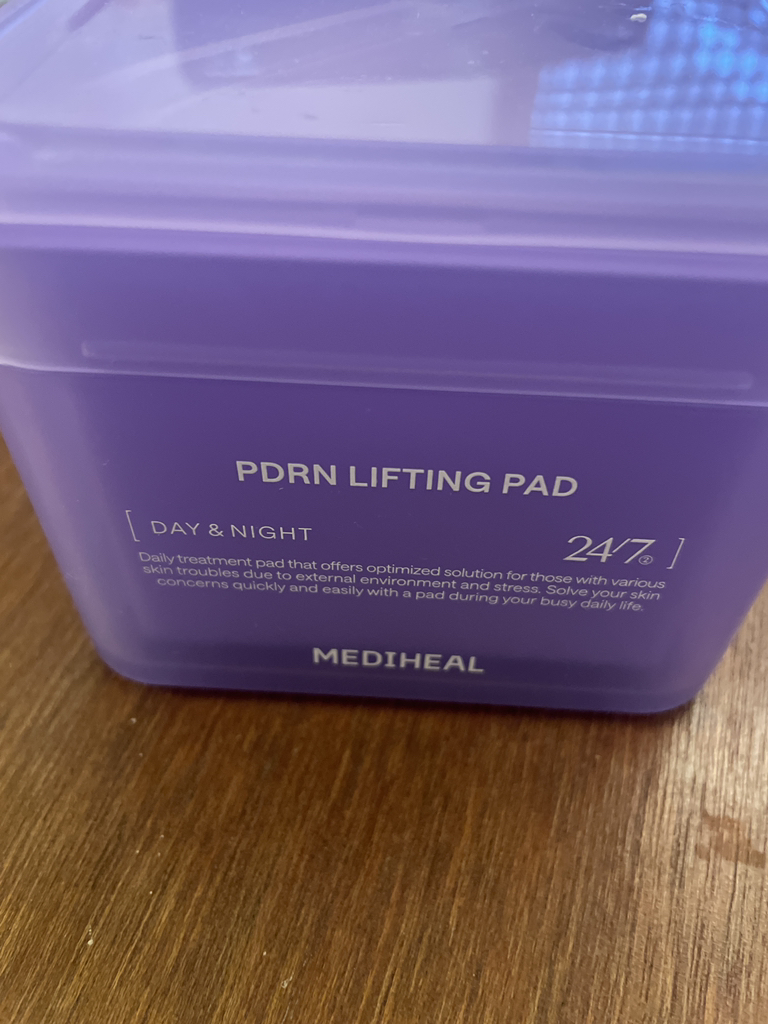 PDRN LIFTING PAD
[ DAY & NIGHT 24/7 ]
Daily treatment pad that offers optimized solution for those with various
skin troubles due to external environment and stress. Solve your skin
concerns quickly and easily with a pad during your busy daily life.
MEDIHEAL